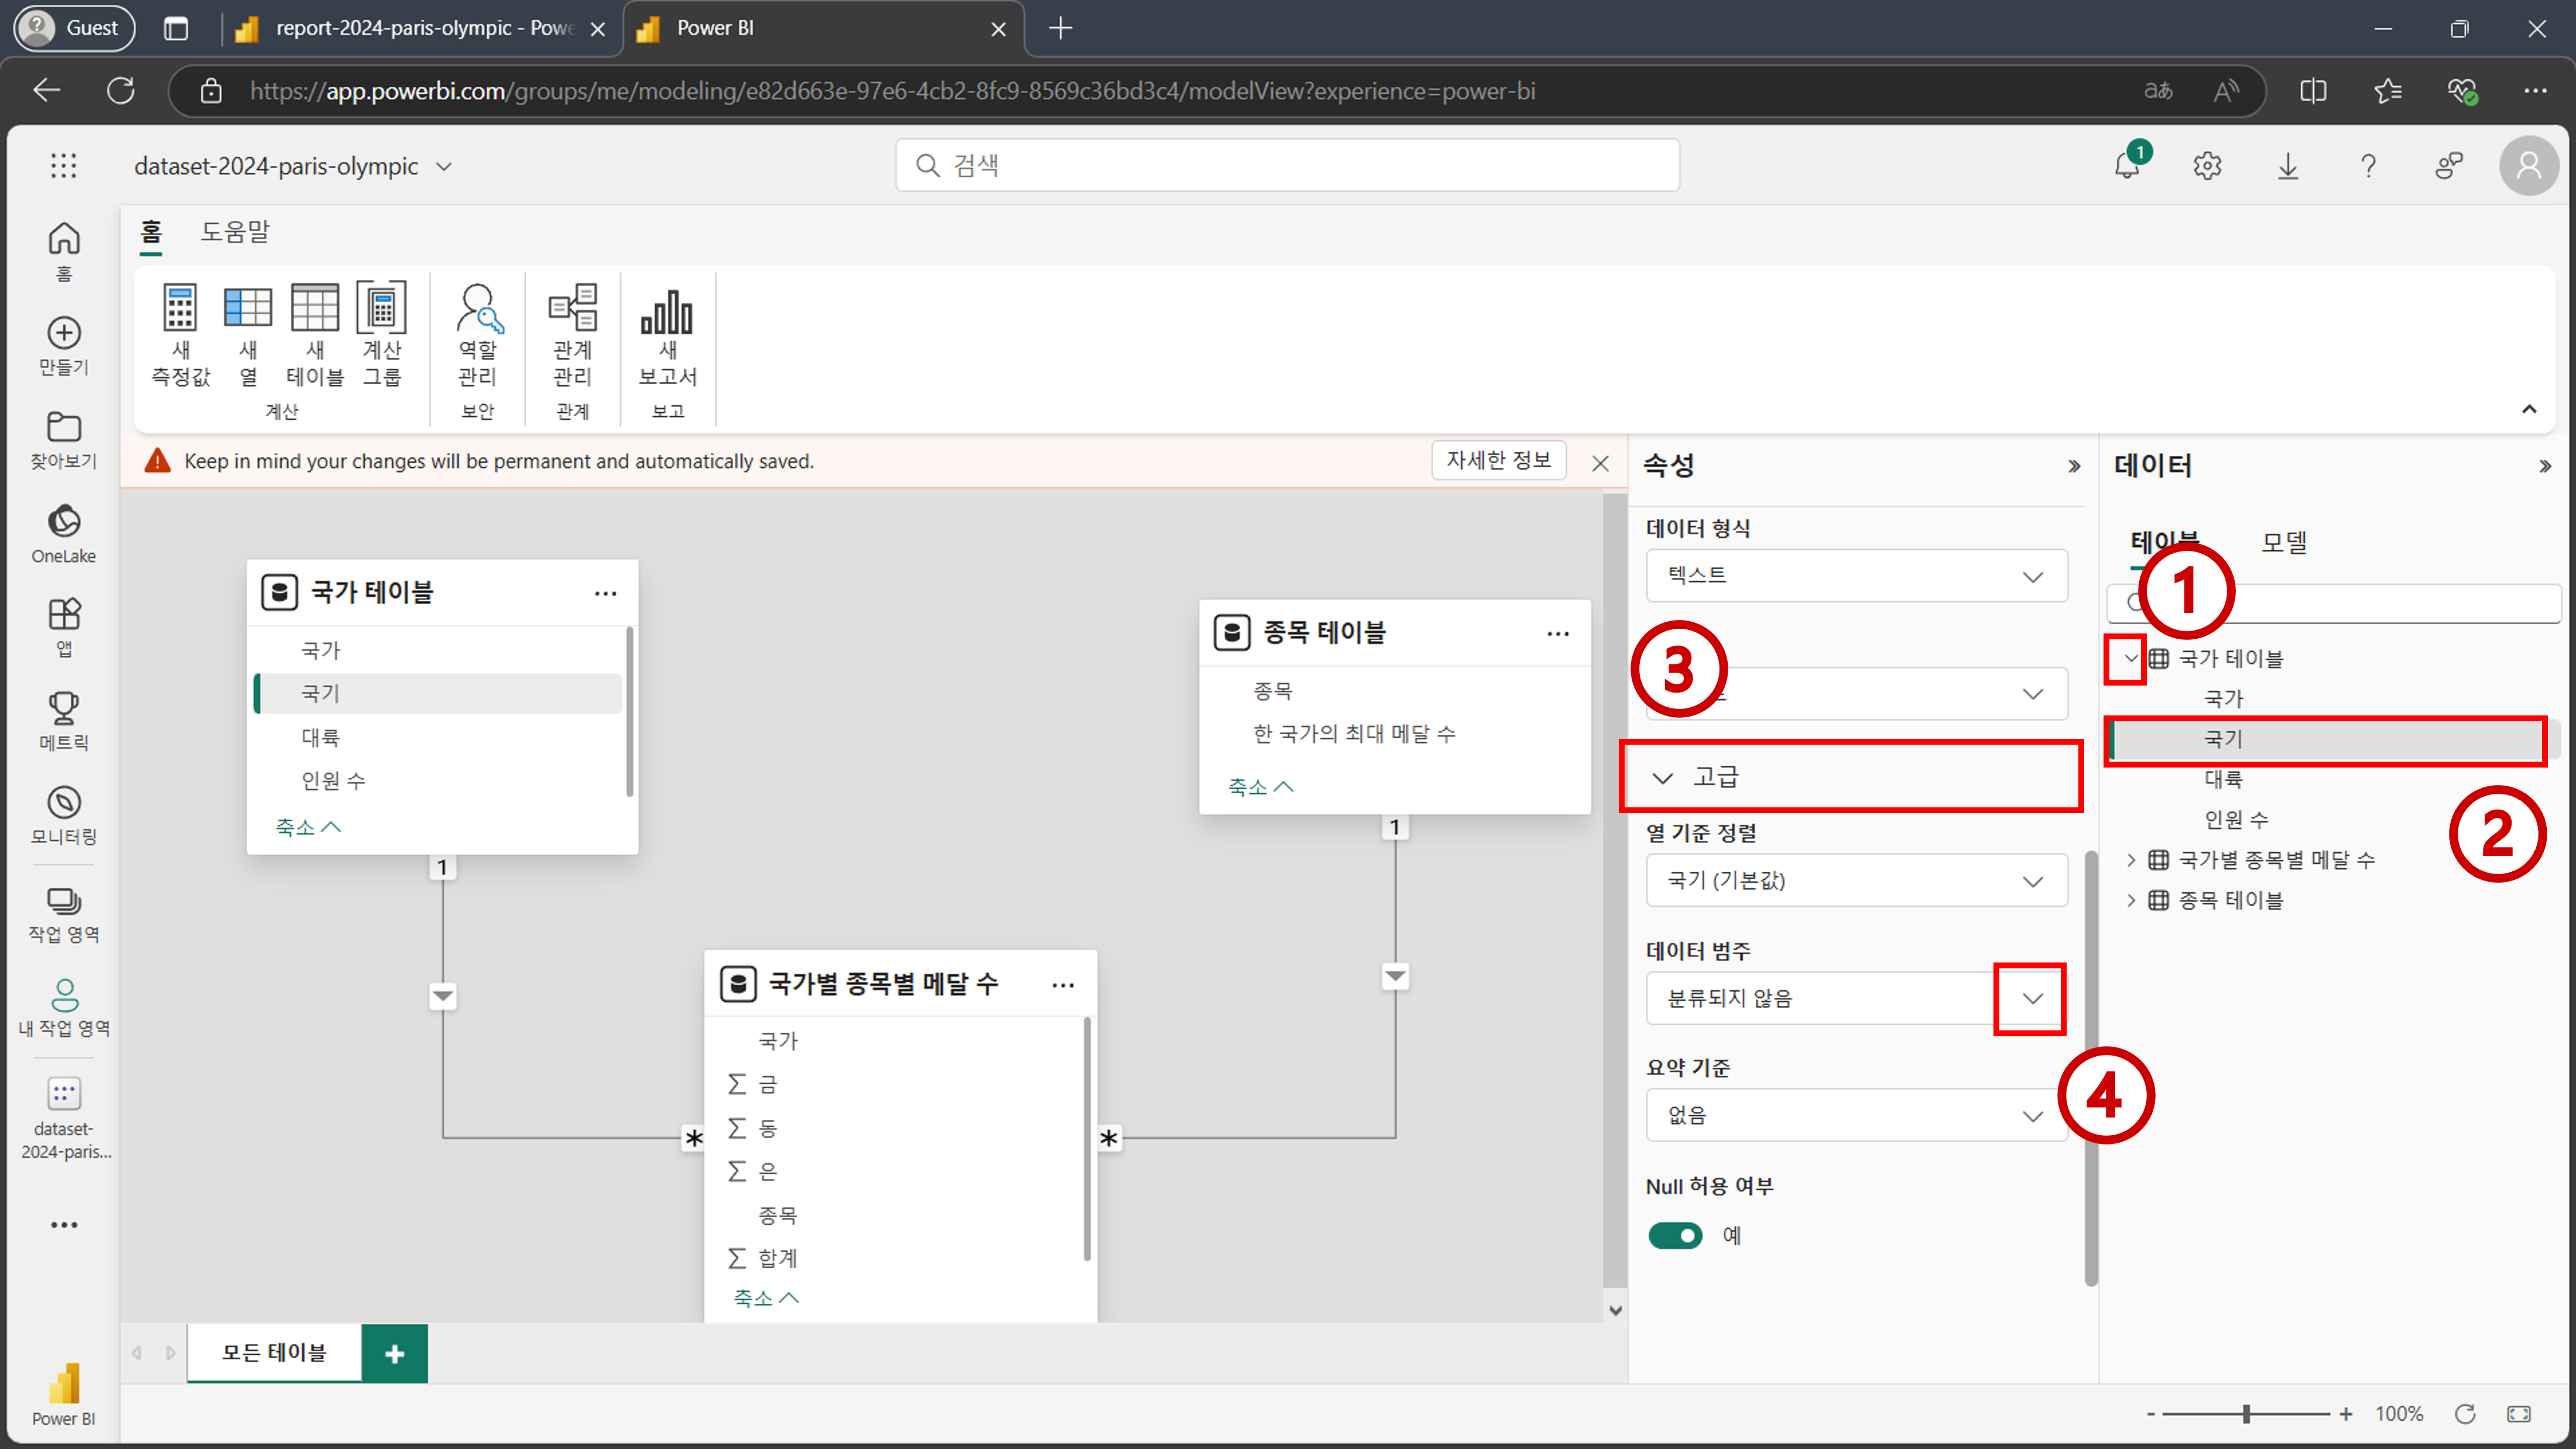 Guest
report-2024-paris-olympic - Powe
Power BI
https://app.powerbi.com/groups/me/modeling/e82d663e-97e6-4cb2-8fc9-8569c36bd3c4/modelView?experience=power-bi
dataset-2024-paris-olympic
검색
1
홈
도움말
홈
만들기
찾아보기
OneLake
앱
메트릭
모니터링
작업 영역
내 작업 영역
dataset-
2024-paris...
Power BI
새
측정값
새
열
새
테이블
계산
그룹
계산
역할
관리
보안
관계
관리
관계
새
보고서
보고
Keep in mind your changes will be permanent and automatically saved.
자세한 정보
국가 테이블
국가
국기
대륙
인원 수
축소
1
종목 테이블
종목
한 국가의 최대 메달 수
축소
1
국가별 종목별 메달 수
국가
Σ 금
Σ 동
Σ 은
종목
Σ 합계
축소
*
*
모든 테이블
+
속성
데이터 형식
텍스트
3
고급
열 기준 정렬
국기 (기본값)
데이터 범주
분류되지 않음
요약 기준
없음
4
Null 허용 여부
예
데이터
테이블
모델
1
국가 테이블
국가
국기
대륙
인원 수
2
국가별 종목별 메달 수
종목 테이블
- + 100%